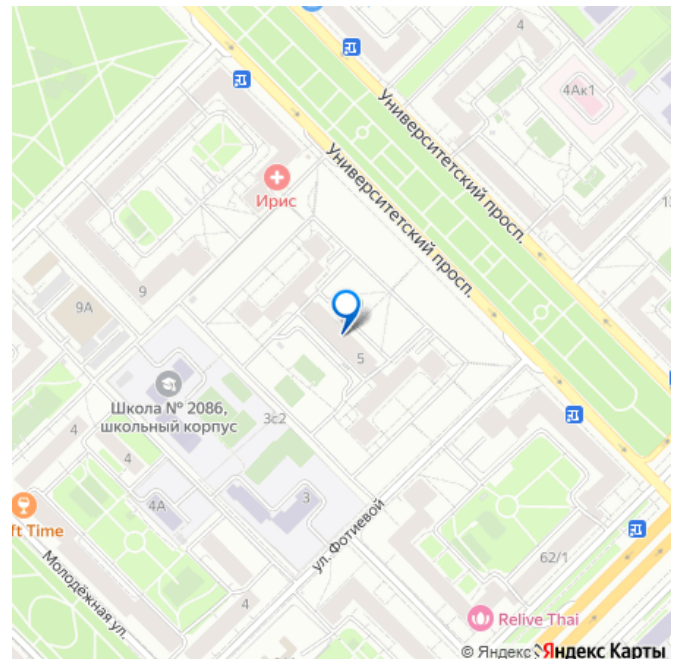 4
4Ак1
Университетский просп.
Университетский просп.
Ирис
9
9А
5
Школа № 2086,
школьный корпус
3с2
4
4
4А
3
ft Time
ул. Фотиевой
Молодёжная ул.
4
62/1
Relive Thai
© Яндекс
Яндекс Карты